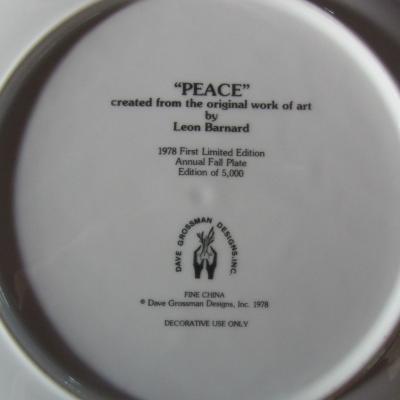 "PEACE"
created from the original work of art
by
Leon Barnard
1978 First Limited Edition
Annual Fall Plate
Edition of 5,000
DAVE GROSSMAN DESIGNS, INC.
FINE CHINA
© Dave Grossman Designs, Inc. 1978
DECORATIVE USE ONLY